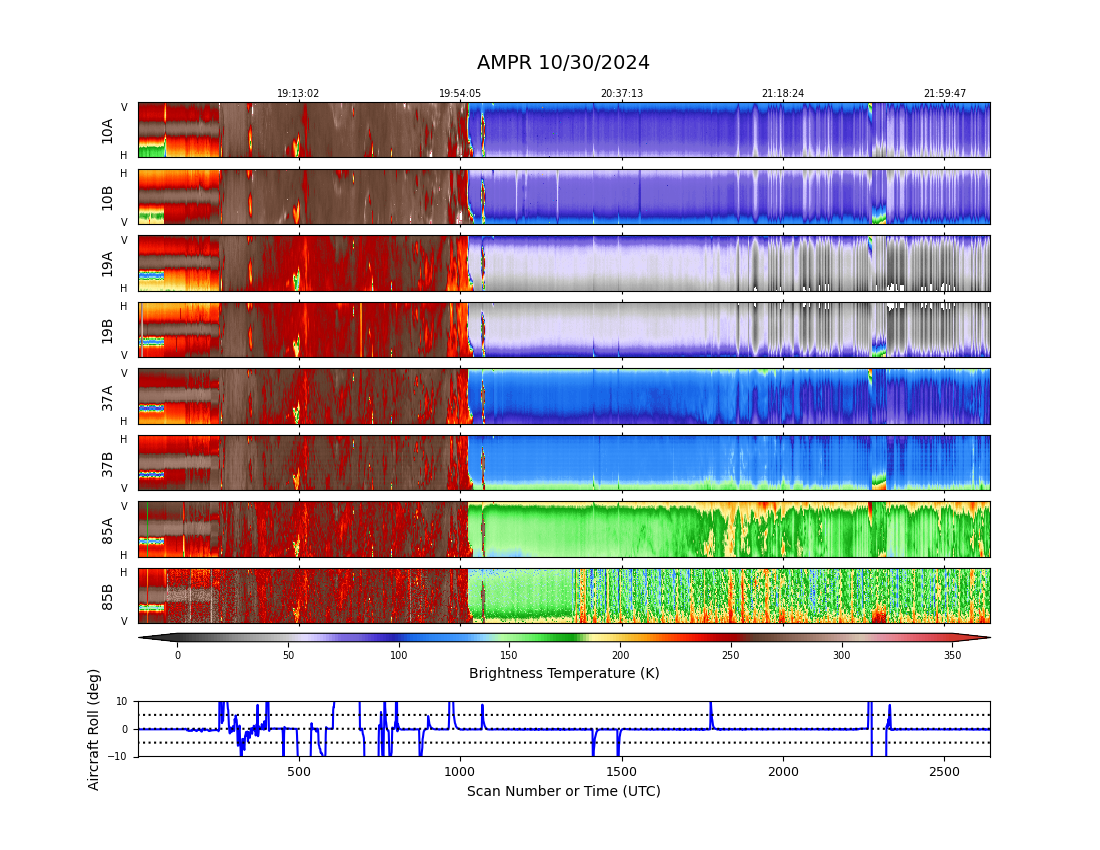 AMPR 10/30/2024
19:13:02 19:54:05 20:37:13 21:18:24 21:59:47
V
10A
H
H
10B
V
V
19A
H
H
19B
V
V
37A
H
H
37B
V
V
85A
H
H
85B
V
0 50 100 150 200 250 300 350
Brightness Temperature (K)
Aircraft Roll (deg)
10
0
−10
500 1000 1500 2000 2500
Scan Number or Time (UTC)